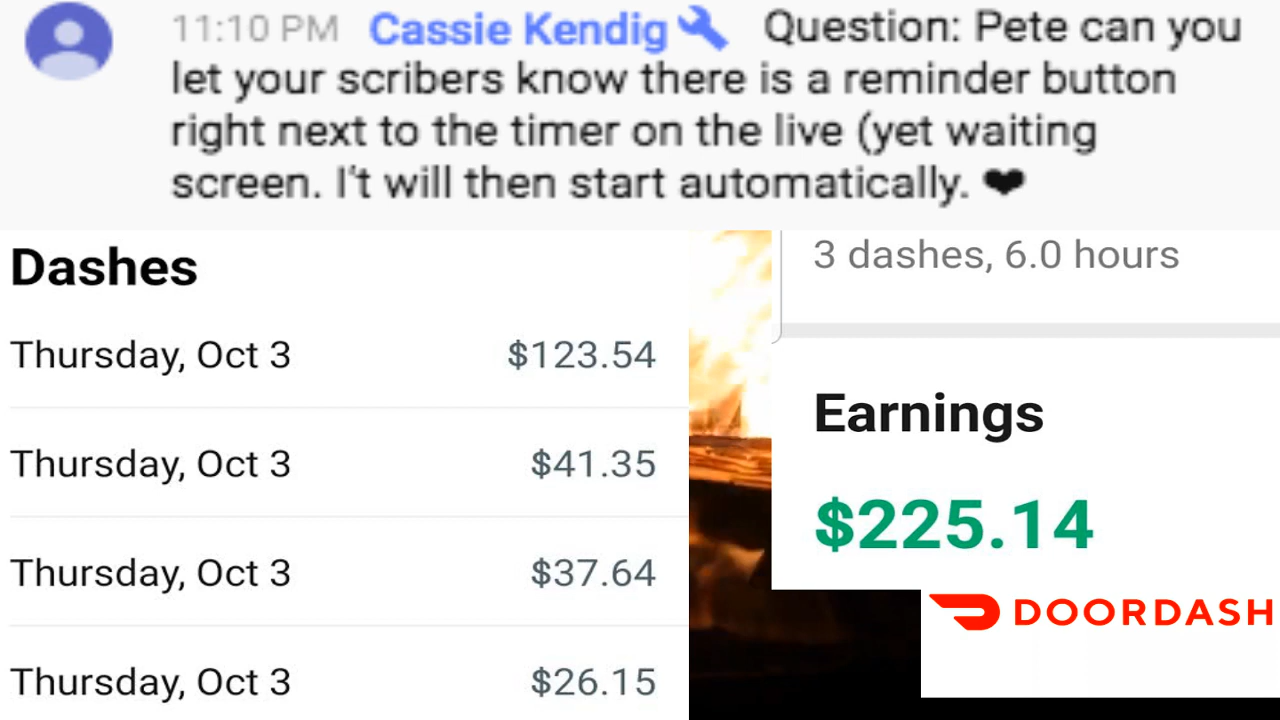 11:10 PM Cassie Kendig Question: Pete can you
let your scribers know there is a reminder button
right next to the timer on the live (yet waiting
screen. I't will then start automatically. ❤
Dashes
Thursday, Oct 3 $123.54
Thursday, Oct 3 $41.35
Thursday, Oct 3 $37.64
Thursday, Oct 3 $26.15
3 dashes, 6.0 hours
Earnings
$225.14
DOORDASH